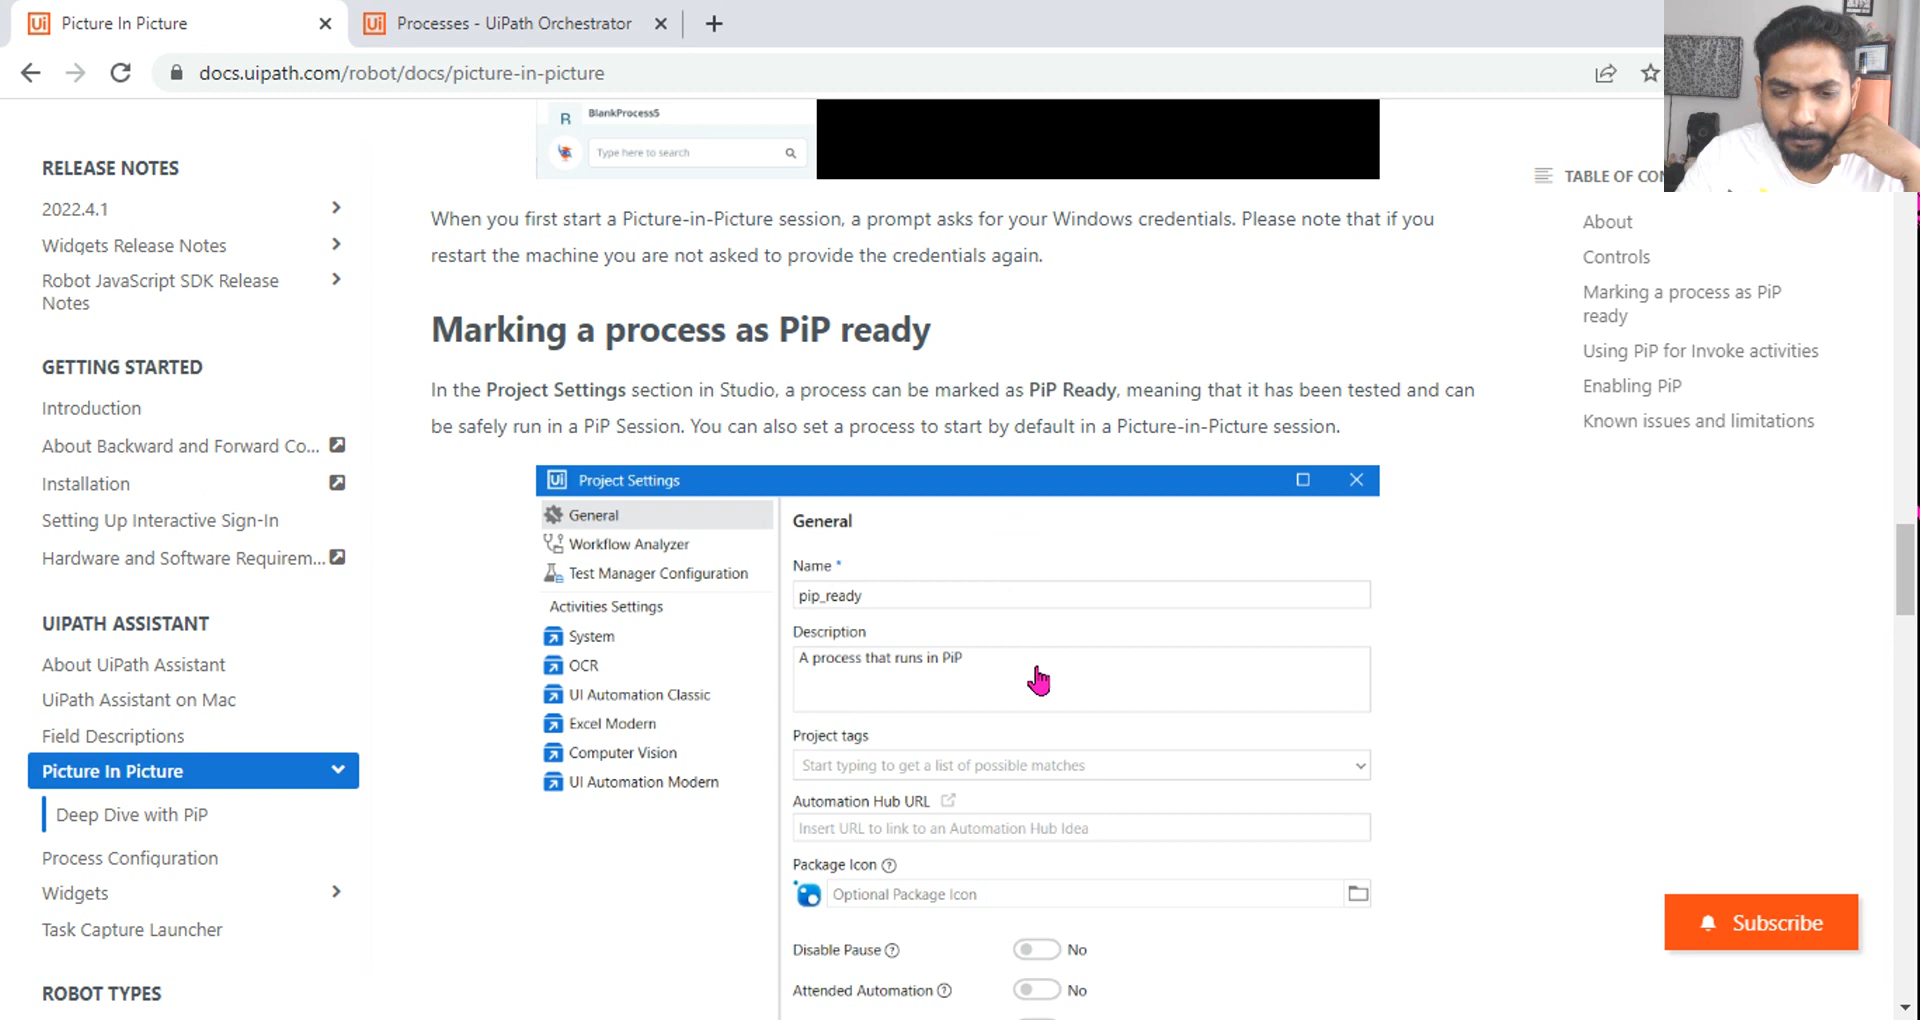 Picture In Picture
Processes - UiPath Orchestrator
docs.uipath.com/robot/docs/picture-in-picture
RELEASE NOTES
2022.4.1
Widgets Release Notes
Robot JavaScript SDK Release
Notes
GETTING STARTED
Introduction
About Backward and Forward Co...
Installation
Setting Up Interactive Sign-In
Hardware and Software Requirem...
UIPATH ASSISTANT
About UiPath Assistant
UiPath Assistant on Mac
Field Descriptions
Picture In Picture
Deep Dive with PiP
Process Configuration
Widgets
Task Capture Launcher
ROBOT TYPES
R
BlankProcess5
Type here to search
When you first start a Picture-in-Picture session, a prompt asks for your Windows credentials. Please note that if you
restart the machine you are not asked to provide the credentials again.
Marking a process as PiP ready
In the Project Settings section in Studio, a process can be marked as PiP Ready, meaning that it has been tested and can
be safely run in a PiP Session. You can also set a process to start by default in a Picture-in-Picture session.
Ui Project Settings
General
Workflow Analyzer
Test Manager Configuration
Activities Settings
System
OCR
UI Automation Classic
Excel Modern
Computer Vision
UI Automation Modern
General
Name *
pip_ready
Description
A process that runs in PiP
Project tags
Start typing to get a list of possible matches
Automation Hub URL
Insert URL to link to an Automation Hub Idea
Package Icon ?
Optional Package Icon
Disable Pause ? No
Attended Automation ? No
TABLE OF CON
About
Controls
Marking a process as PiP
ready
Using PiP for Invoke activities
Enabling PiP
Known issues and limitations
Subscribe